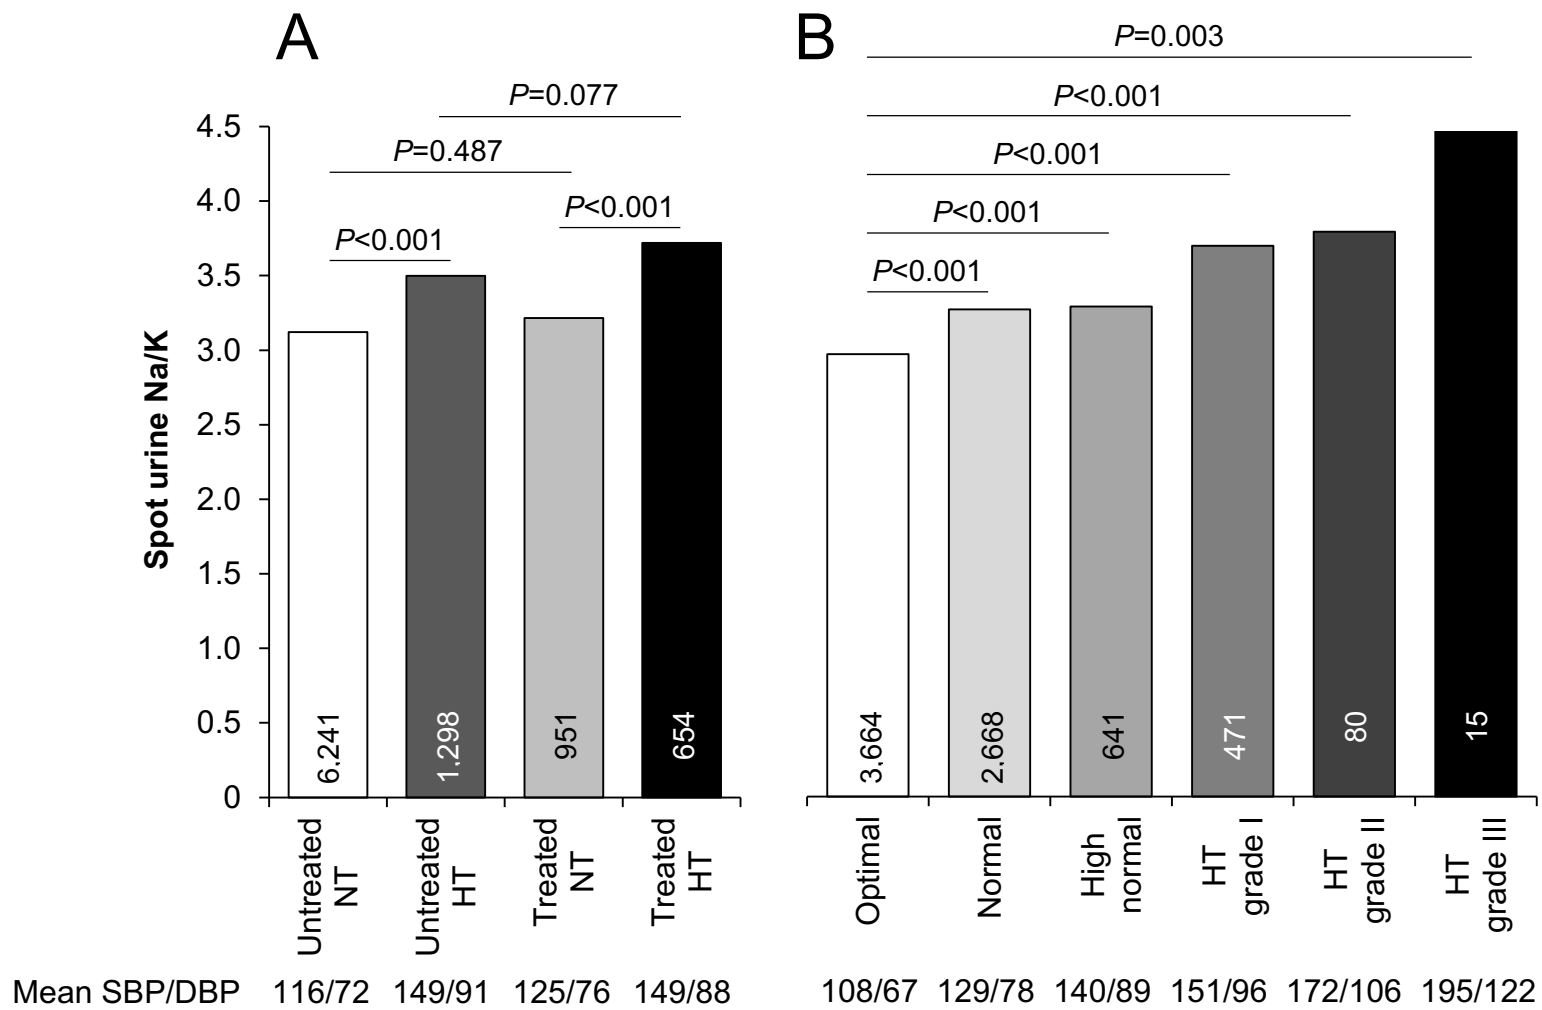 A
B
P=0.003
P=0.077
P<0.001
P=0.487
P<0.001
P<0.001
P<0.001
P<0.001
P<0.001
Spot urine Na/K
4.5
4.0
3.5
3.0
2.5
2.0
1.5
1.0
0.5
0
6,241
1,298
951
654
3,664
2,668
641
471
80
15
Untreated
NT
Untreated
HT
Treated
NT
Treated
HT
Optimal
Normal
High
normal
HT
grade I
HT
grade II
HT
grade III
Mean SBP/DBP 116/72 149/91 125/76 149/88 108/67 129/78 140/89 151/96 172/106 195/122